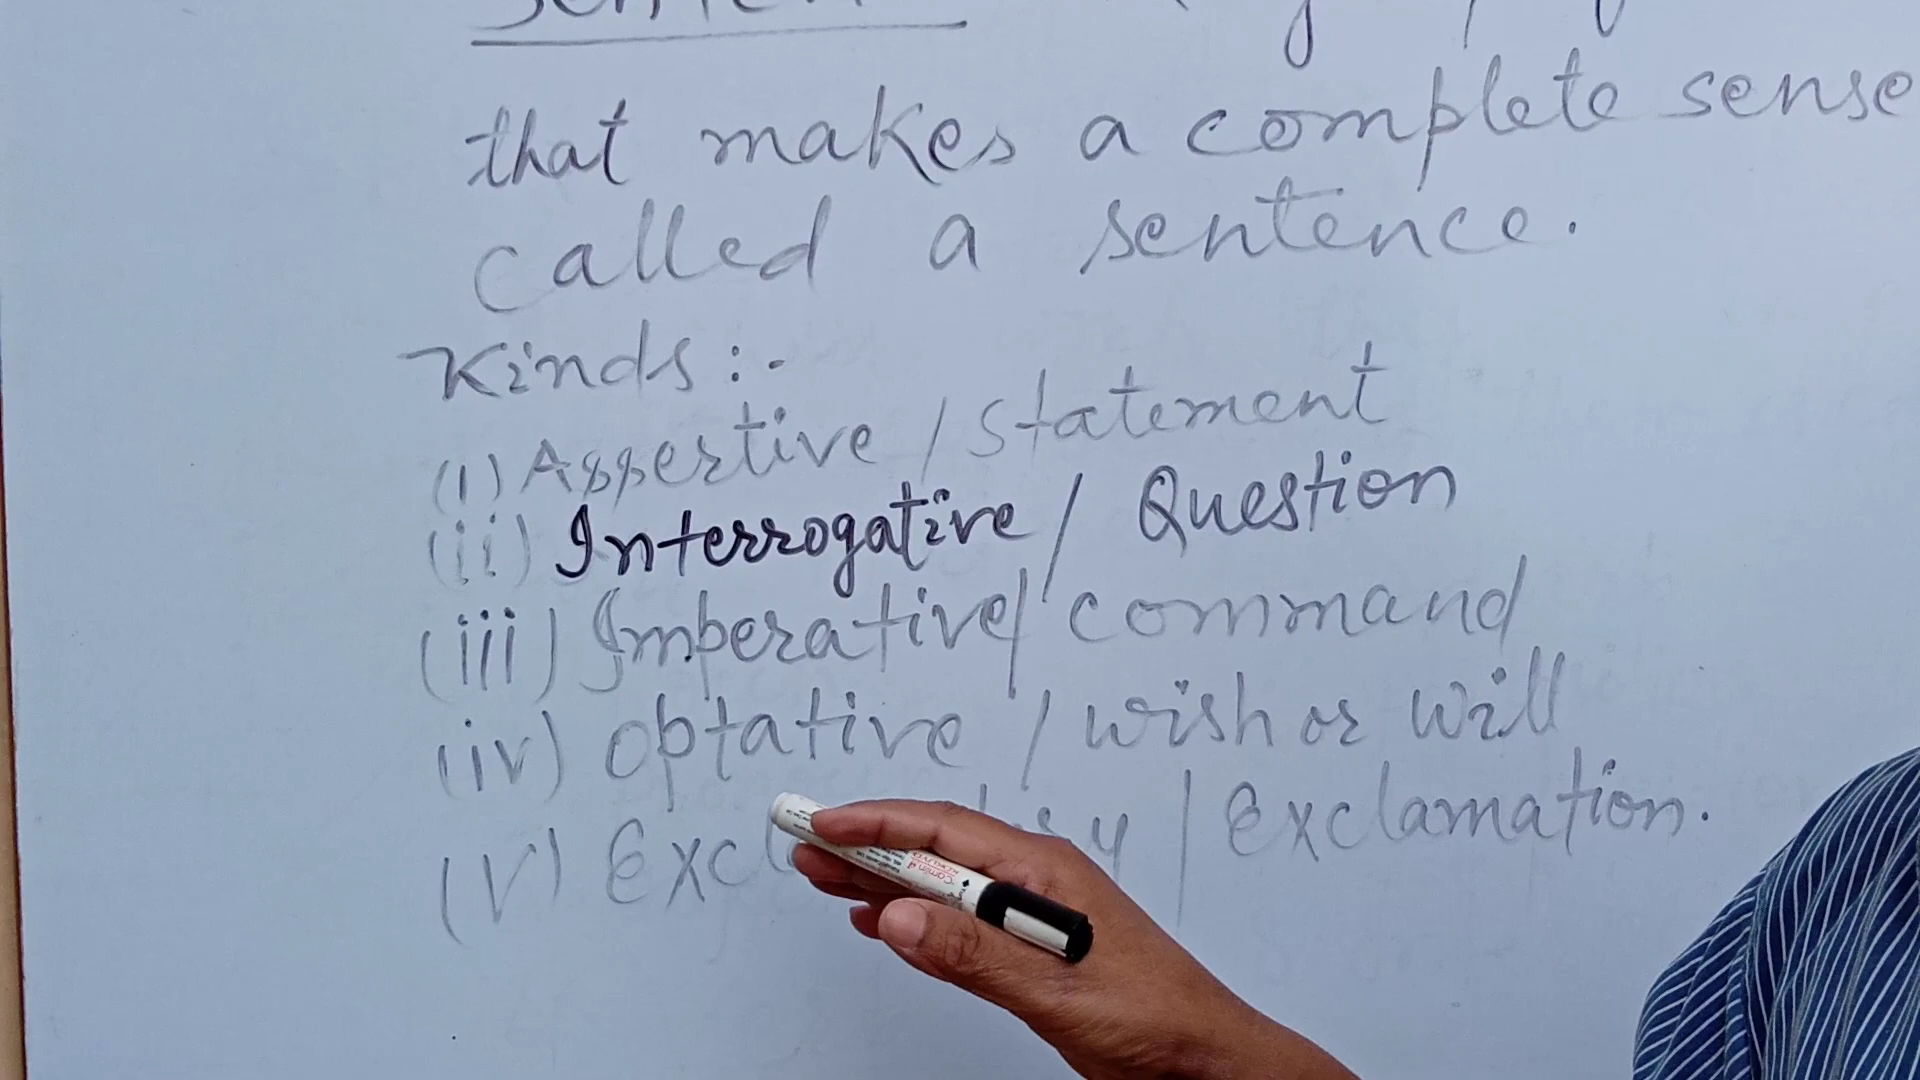 that makes a complete sense
called a sentence.
Kinds :-
(i) Assertive / Statement
(ii) Interrogative / Question
(iii) Imperative / command
(iv) Optative / wish or will
(v) / Exclamation.
Camlin